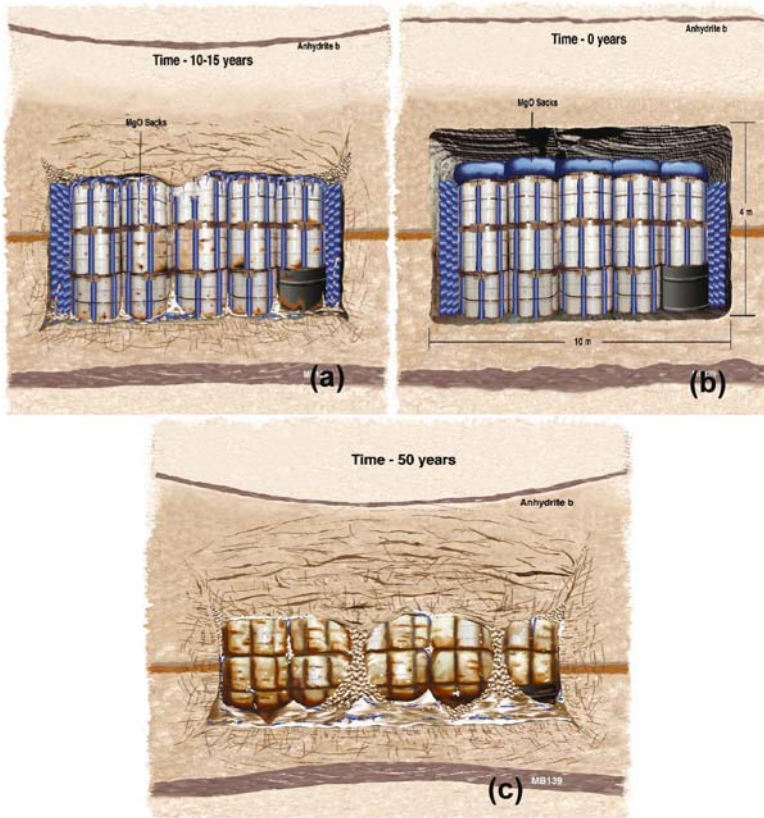 Anhydrite b
Time - 10-15 years
MgO Sacks
(a)
Anhydrite b
Time - 0 years
MgO Sacks
4 m
10 m
(b)
Time - 50 years
Anhydrite b
MB139
(c)